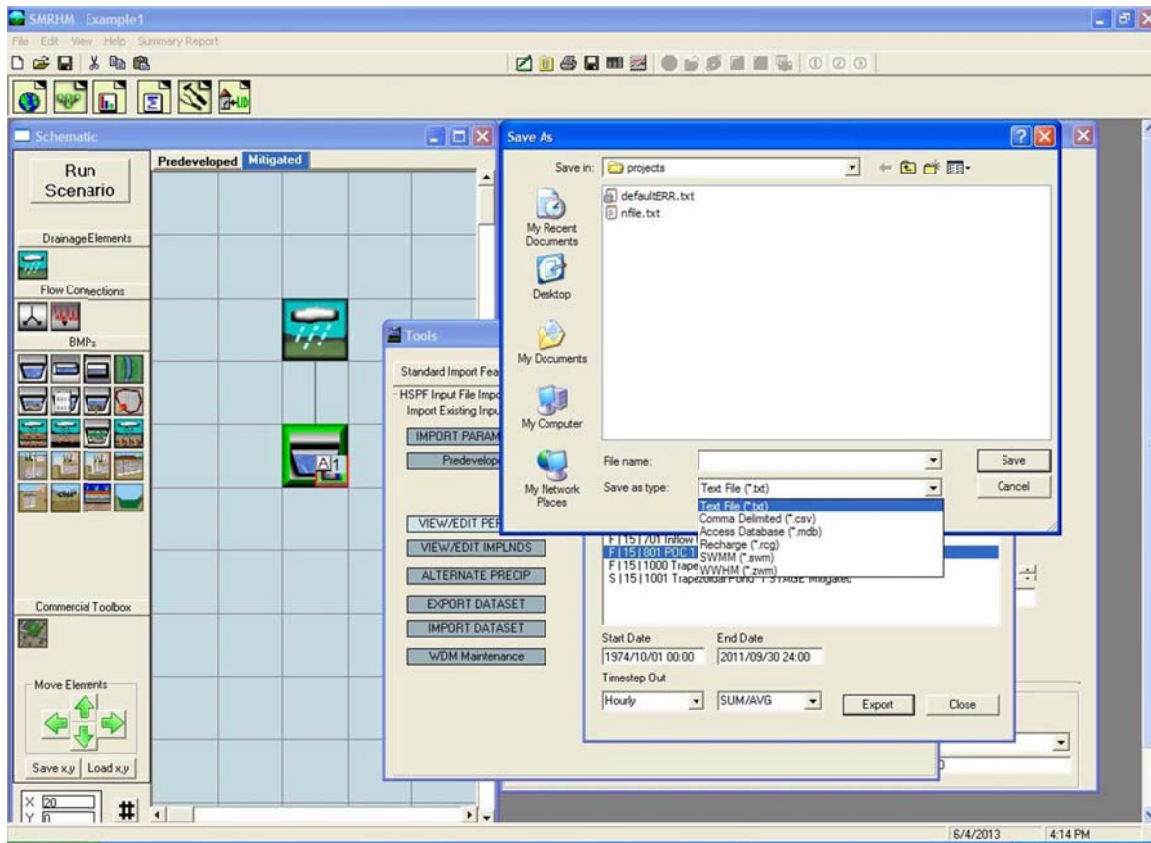 SMRHM Example1
File Edit View Help Summary Report
Schematic
Run
Scenario
Predeveloped Mitigated
DrainageElements
Flow Connections
BMPs
Commercial Toolbox
Move Elements
Save x,y Load x,y
X 20
Y 0
#
Tools
Standard Import Fea
HSPF Input File Impo
Import Existing Inpu
IMPORT PARAM
Predevelope
VIEW/EDIT PER
VIEW/EDIT IMPLNDS
ALTERNATE PRECIP
EXPORT DATASET
IMPORT DATASET
WDM Maintenance
Save As
Save in: projects
defaultERR.txt
nfile.txt
My Recent
Documents
Desktop
My Documents
My Computer
My Network
Places
File name:
Save
Save as type: Text File (*.txt)
Cancel
Text File (*.txt)
Comma Delimited (*.csv)
Access Database (*.mdb)
Recharge (*.rcg)
SWMM (*.swm)
WWHM (*.zwm)
F | 15 | 701 Inflow
F | 15 | 801 POC 1
F | 15 | 1000 Trape
S | 15 | 1001 Trapezoidal Pond 1 STAGE Mitigated
Start Date End Date
1974/10/01 00:00 2011/09/30 24:00
Timestep Out
Hourly SUM/AVG Export Close
6/4/2013 4:14 PM